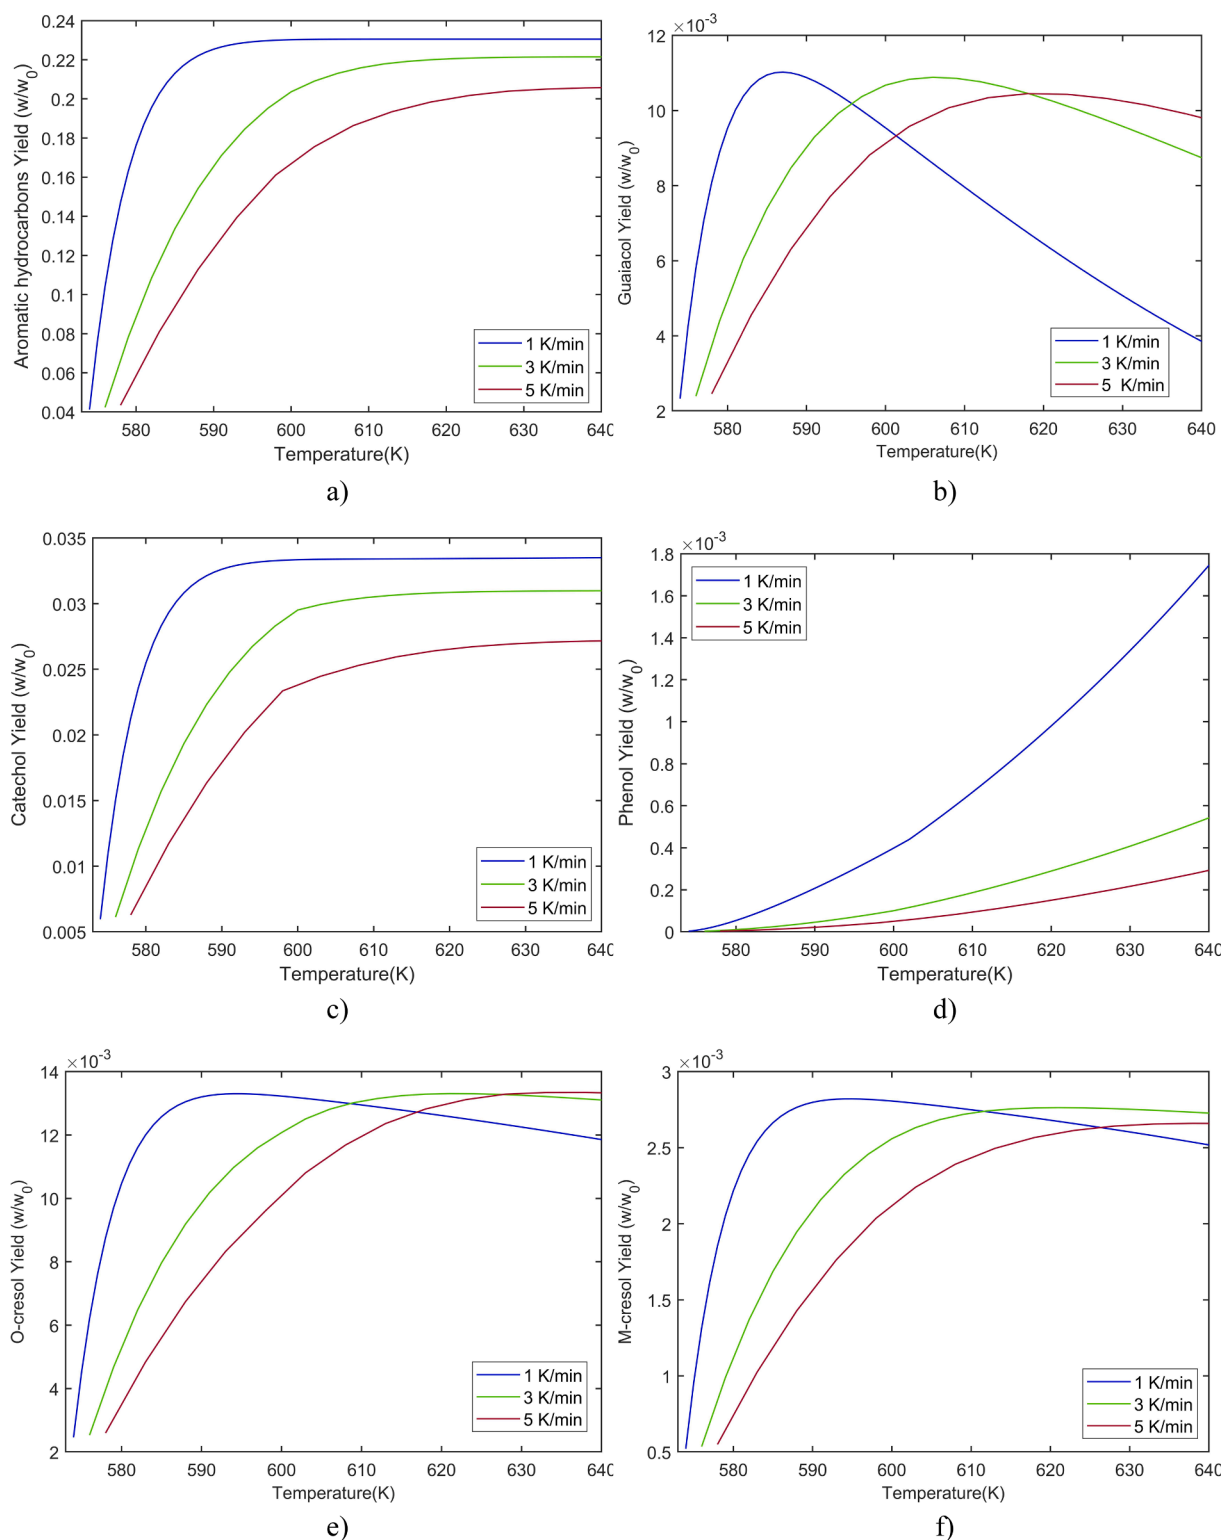 0.24
0.22
0.2
0.18
0.16
0.14
0.12
0.1
0.08
0.06
0.04
Aromatic hydrocarbons Yield (w/w0)
580 590 600 610 620 630 640
Temperature(K)
1 K/min
3 K/min
5 K/min
a)
×10-3
12
10
8
6
4
2
Guaiacol Yield (w/w0)
580 590 600 610 620 630 640
Temperature(K)
1 K/min
3 K/min
5 K/min
b)
0.035
0.03
0.025
0.02
0.015
0.01
0.005
Catechol Yield (w/w0)
580 590 600 610 620 630 640
Temperature(K)
1 K/min
3 K/min
5 K/min
c)
×10-3
1.8
1.6
1.4
1.2
1
0.8
0.6
0.4
0.2
0
Phenol Yield (w/w0)
580 590 600 610 620 630 640
Temperature(K)
1 K/min
3 K/min
5 K/min
d)
×10-3
14
12
10
8
6
4
2
O-cresol Yield (w/w0)
580 590 600 610 620 630 640
Temperature(K)
1 K/min
3 K/min
5 K/min
e)
×10-3
3
2.5
2
1.5
1
0.5
M-cresol Yield (w/w0)
580 590 600 610 620 630 640
Temperature(K)
1 K/min
3 K/min
5 K/min
f)